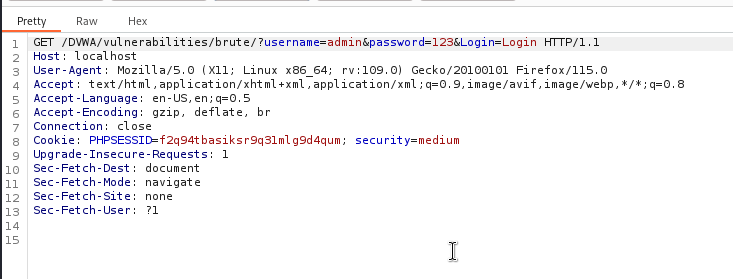 Pretty Raw Hex
1 GET /DVWA/vulnerabilities/brute/?username=admin&password=123&Login=Login HTTP/1.1
2 Host: localhost
3 User-Agent: Mozilla/5.0 (X11; Linux x86_64; rv:109.0) Gecko/20100101 Firefox/115.0
4 Accept: text/html,application/xhtml+xml,application/xml;q=0.9,image/avif,image/webp,*/*;q=0.8
5 Accept-Language: en-US,en;q=0.5
6 Accept-Encoding: gzip, deflate, br
7 Connection: close
8 Cookie: PHPSESSID=f2q94tbasiksr9q31mlg9d4qum; security=medium
9 Upgrade-Insecure-Requests: 1
10 Sec-Fetch-Dest: document
11 Sec-Fetch-Mode: navigate
12 Sec-Fetch-Site: none
13 Sec-Fetch-User: ?1
14
15